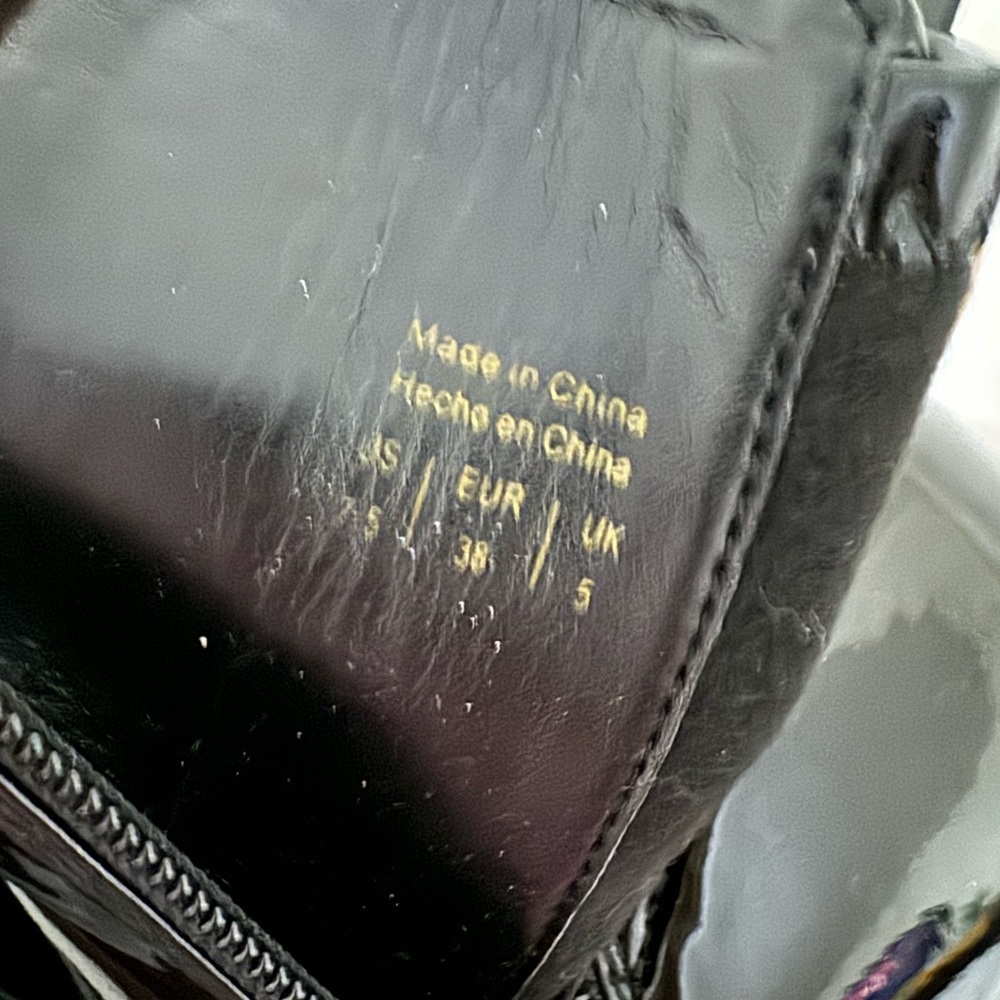 Made in China
Hecho en China
US | EUR | UK
7.5 | 38 | 5